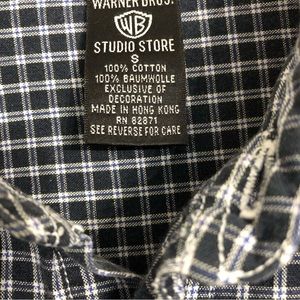 WARNER BROS.
WB
STUDIO STORE
S
100% COTTON
100% BAUMWOLLE
EXCLUSIVE OF
DECORATION
MADE IN HONG KONG
RN 82871
SEE REVERSE FOR CARE